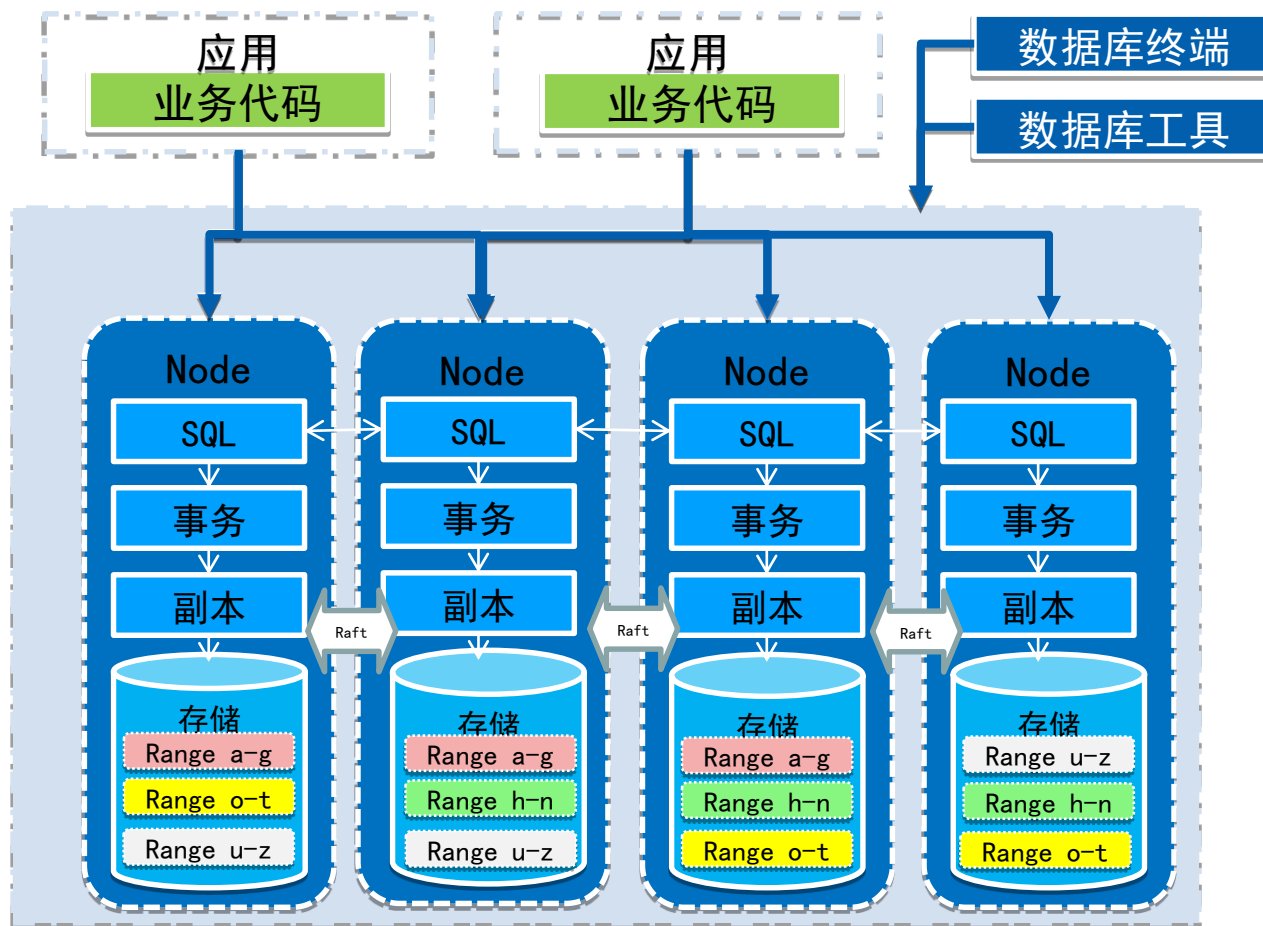 应用
业务代码
应用
业务代码
数据库终端
数据库工具
Node
SQL
事务
副本
存储
Range a-g
Range o-t
Range u-z
Raft
Node
SQL
事务
副本
存储
Range a-g
Range h-n
Range u-z
Raft
Node
SQL
事务
副本
存储
Range a-g
Range h-n
Range o-t
Raft
Node
SQL
事务
副本
存储
Range u-z
Range h-n
Range o-t